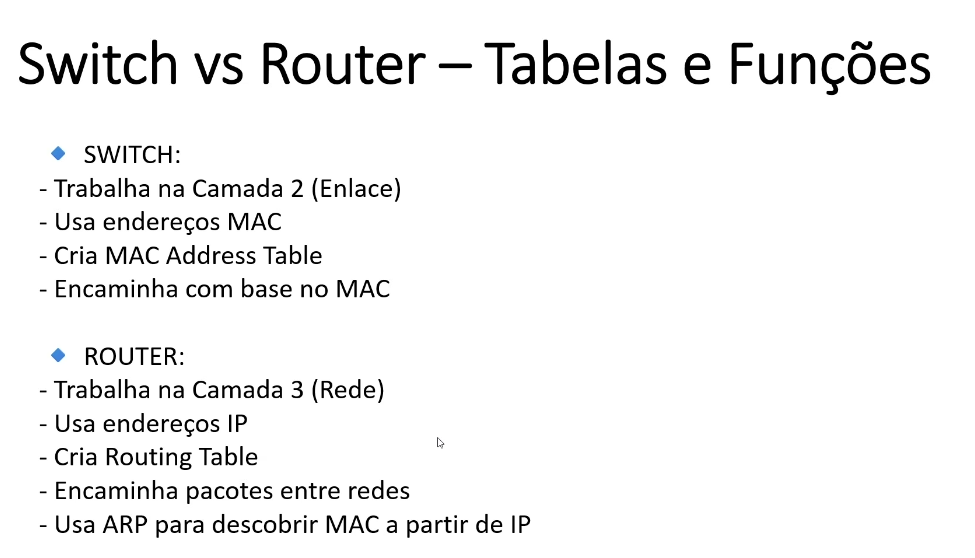 Switch vs Router – Tabelas e Funções
SWITCH:
- Trabalha na Camada 2 (Enlace)
- Usa endereços MAC
- Cria MAC Address Table
- Encaminha com base no MAC
ROUTER:
- Trabalha na Camada 3 (Rede)
- Usa endereços IP
- Cria Routing Table
- Encaminha pacotes entre redes
- Usa ARP para descobrir MAC a partir de IP